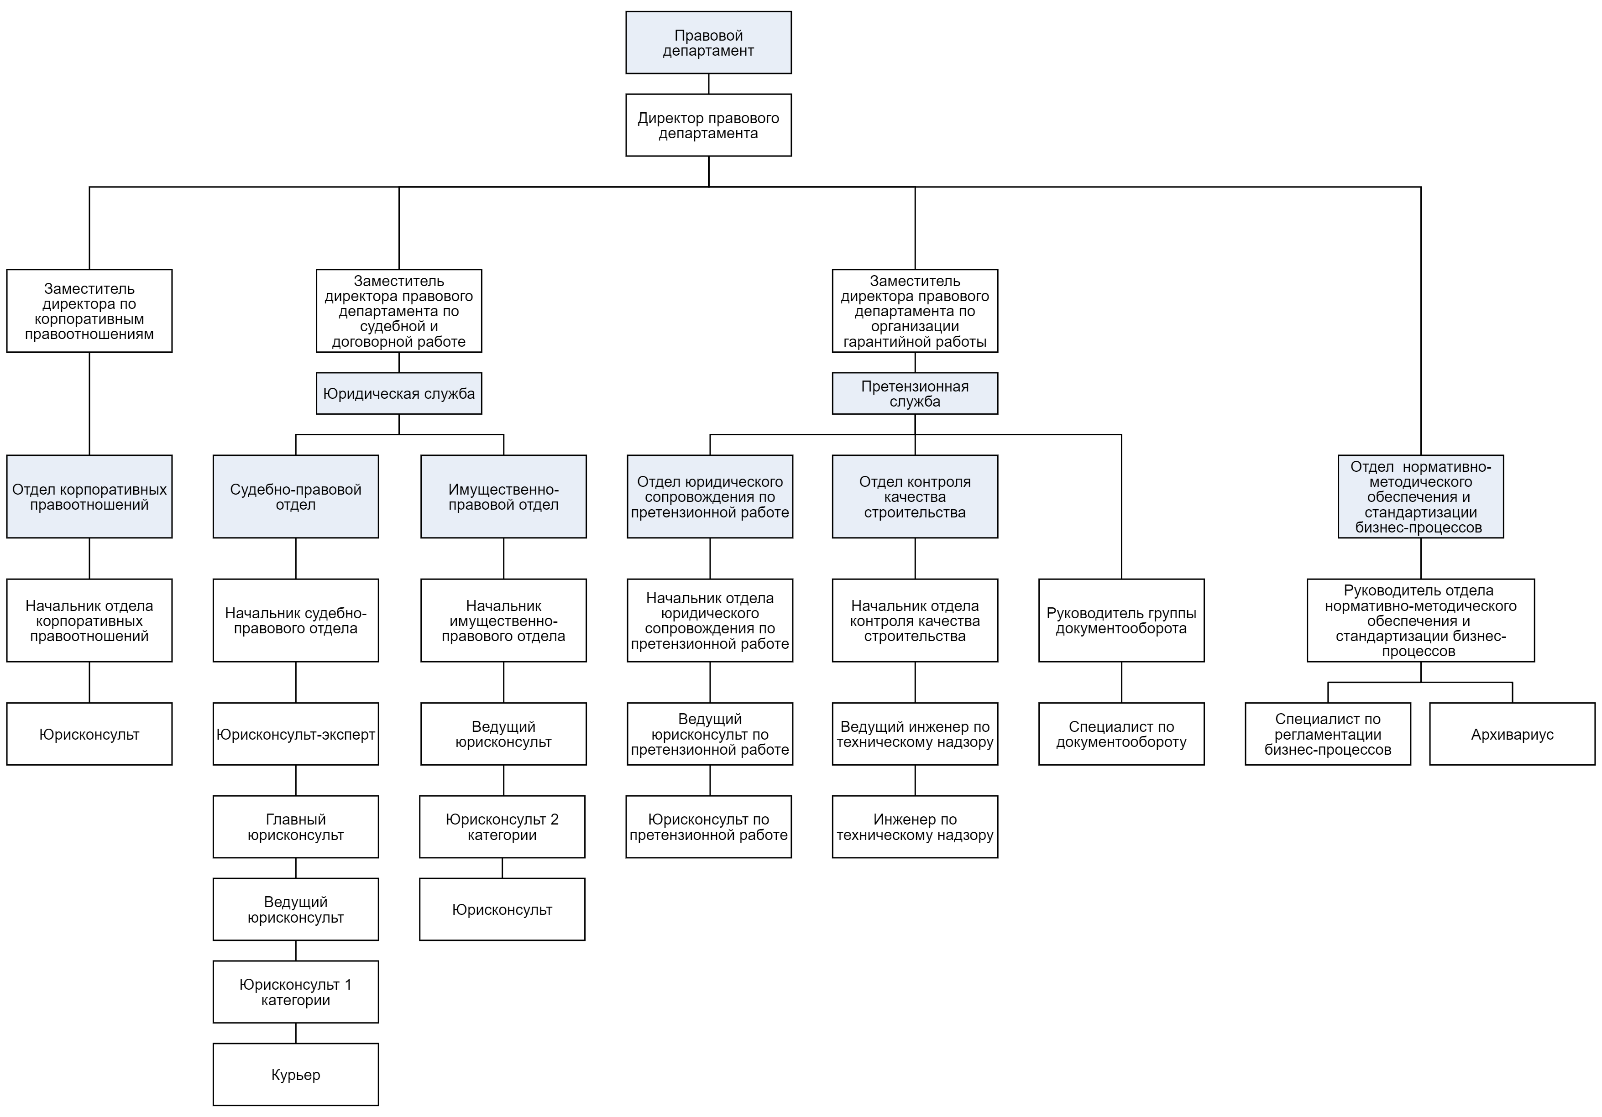 Правовой
департамент
Директор правового
департамента
Заместитель
директора по
корпоративным
правоотношениям
Заместитель
директора правового
департамента по
судебной и
договорной работе
Заместитель
директора правового
департамента по
организации
гарантийной работы
Юридическая служба
Претензионная
служба
Отдел корпоративных
правоотношений
Судебно-правовой
отдел
Имущественно-
правовой отдел
Отдел юридического
сопровождения по
претензионной работе
Отдел контроля
качества
строительства
Отдел нормативно-
методического
обеспечения и
стандартизации
бизнес-процессов
Начальник отдела
корпоративных
правоотношений
Начальник судебно-
правового отдела
Начальник
имущественно-
правового отдела
Начальник отдела
юридического
сопровождения по
претензионной работе
Начальник отдела
контроля качества
строительства
Руководитель группы
документооборота
Руководитель отдела
нормативно-методического
обеспечения и
стандартизации бизнес-
процессов
Юрисконсульт
Юрисконсульт-эксперт
Ведущий
юрисконсульт
Ведущий
юрисконсульт по
претензионной работе
Ведущий инженер по
техническому надзору
Специалист по
документообороту
Специалист по
регламентации
бизнес-процессов
Архивариус
Главный
юрисконсульт
Юрисконсульт 2
категории
Юрисконсульт по
претензионной работе
Инженер по
техническому надзору
Ведущий
юрисконсульт
Юрисконсульт
Юрисконсульт 1
категории
Курьер